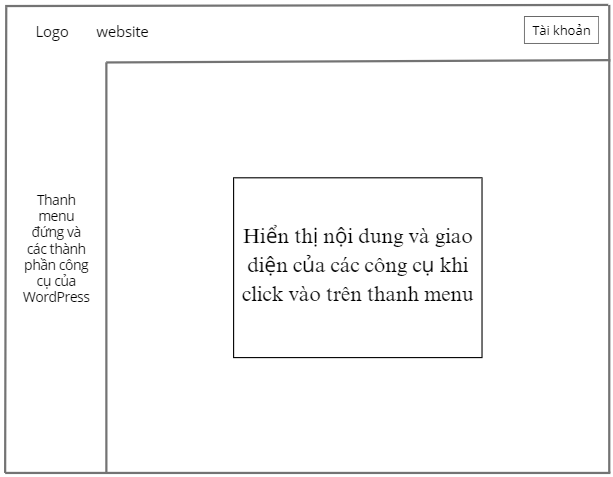 Logo website
Tài khoản
Thanh
menu
đứng và
các thành
phần công
cụ của
WordPress
Hiển thị nội dung và giao
diện của các công cụ khi
click vào trên thanh menu